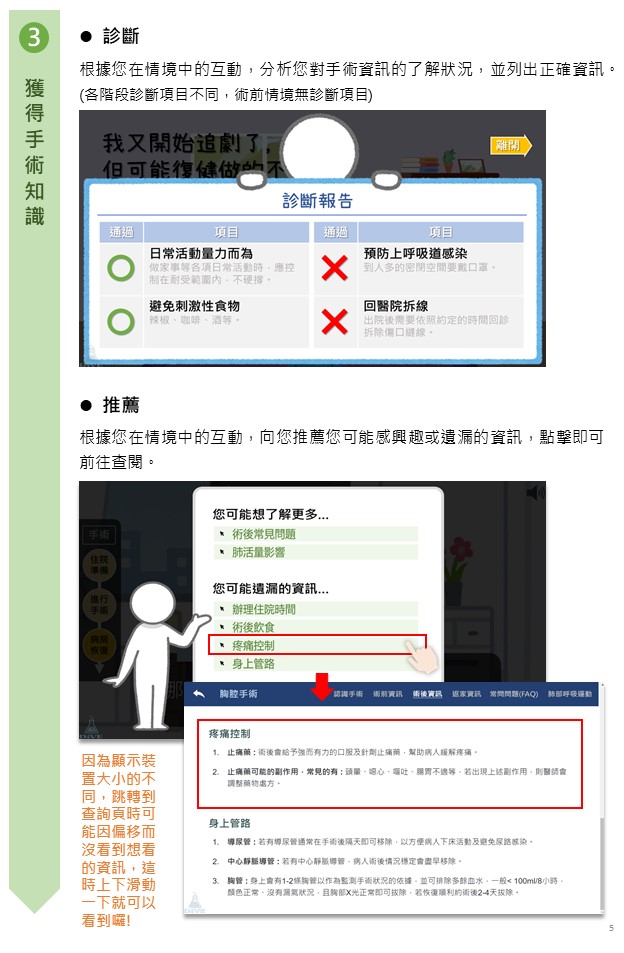 3
獲得手術知識
● 診斷
根據您在情境中的互動，分析您對手術資訊的了解狀況，並列出正確資訊。
(各階段診斷項目不同，術前情境無診斷項目)
我又開始追劇了
但可能復健做的不
離開
診斷報告
通過 項目 通過 項目
日常活動量力而為
做家事等各項日常活動時，應控
制在耐受範圍內，不硬撐。
預防上呼吸道感染
到人多的密閉空間要戴口罩。
避免刺激性食物
辣椒、咖啡、酒等。
回醫院拆線
出院後需要依照約定的時間回診
拆除傷口縫線。
● 推薦
根據您在情境中的互動，向您推薦您可能感興趣或遺漏的資訊，點擊即可
前往查閱。
手術
住院
準備
進行
手術
病房
恢復
您可能想了解更多...
術後常見問題
肺活量影響
您可能遺漏的資訊...
辦理住院時間
術後飲食
疼痛控制
身上管路
那
DIVE
胸腔手術 認識手術 術前資訊 術後資訊 返家資訊 常問問題(FAQ) 肺部呼吸運動
疼痛控制
1. 止痛藥：術後會給予強而有力的口服及針劑止痛藥，幫助病人緩解疼痛。
2. 止痛藥可能的副作用，常見的有：頭暈、噁心、嘔吐、腸胃不適等，若出現上述副作用，則醫師會
調整藥物處方。
身上管路
1. 導尿管：若有導尿管通常在手術後隔天即可移除，以方便病人下床活動及避免尿路感染。
2. 中心靜脈導管：若有中心靜脈導管，病人術後情況穩定會盡早移除。
3. 胸管：身上會有1-2條胸管以作為監測手術狀況的依據，並可排除多餘血水，一般< 100ml/8小時，
顏色正常、沒有漏氣狀況，且胸部X光正常即可拔除，若恢復順利約術後2-4天拔除。
DIVE
因為顯示裝
置大小的不
同，跳轉到
查詢頁時可
能因偏移而
沒看到想看
的資訊，這
時上下滑動
一下就可以
看到囉!
5